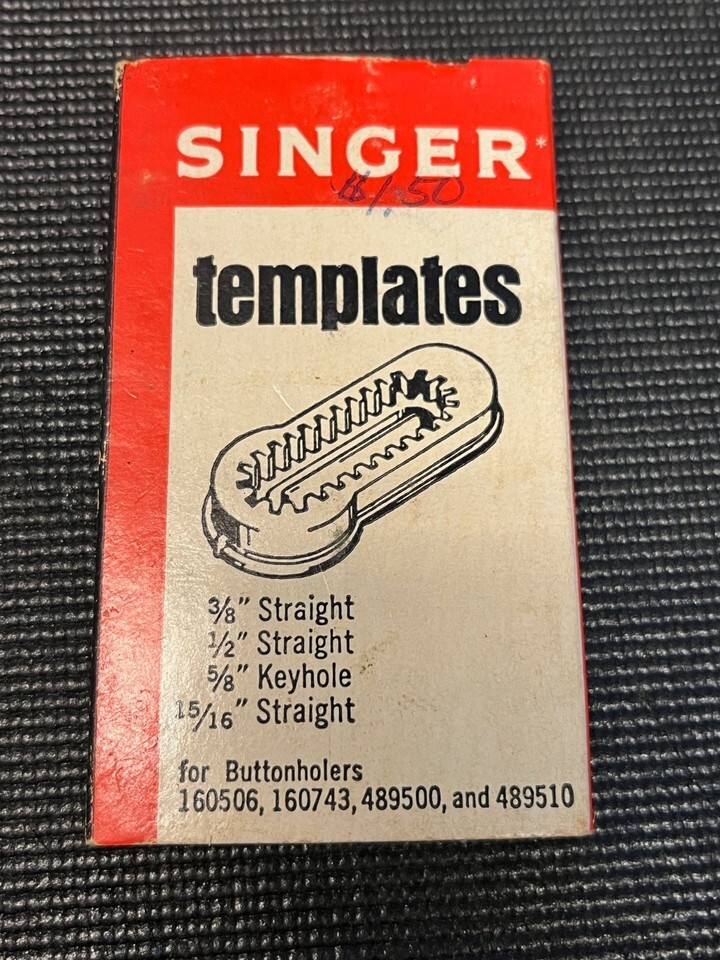 SINGER*
$1.50
templates
3/8" Straight
1/2" Straight
5/8" Keyhole
15/16" Straight
for Buttonholers
160506, 160743, 489500, and 489510